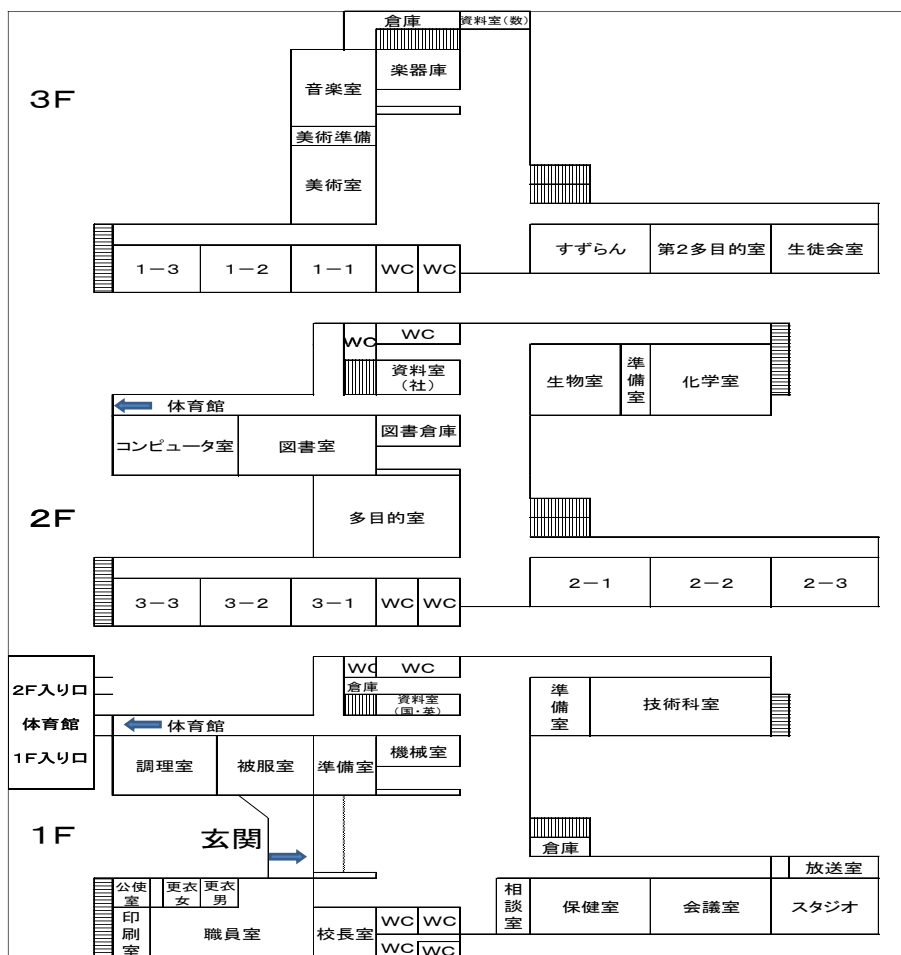 倉庫
資料室(数)
楽器庫
音楽室
3F
美術準備
美術室
すずらん
第2多目的室
生徒会室
1-3
1-2
1-1
WC
WC
WC
WC
資料室
(社)
生物室
準備室
化学室
体育館
図書倉庫
コンピュータ室
図書室
2F
多目的室
2-1
2-2
2-3
3-3
3-2
3-1
WC
WC
WC
WC
倉庫
資料室
(国・英)
準備室
技術科室
2F入り口
体育館
1F入り口
体育館
調理室
被服室
準備室
機械室
1F
玄関
倉庫
放送室
公使室
更衣女
更衣男
相談室
保健室
会議室
スタジオ
印刷室
職員室
校長室
WC
WC
WC
WC